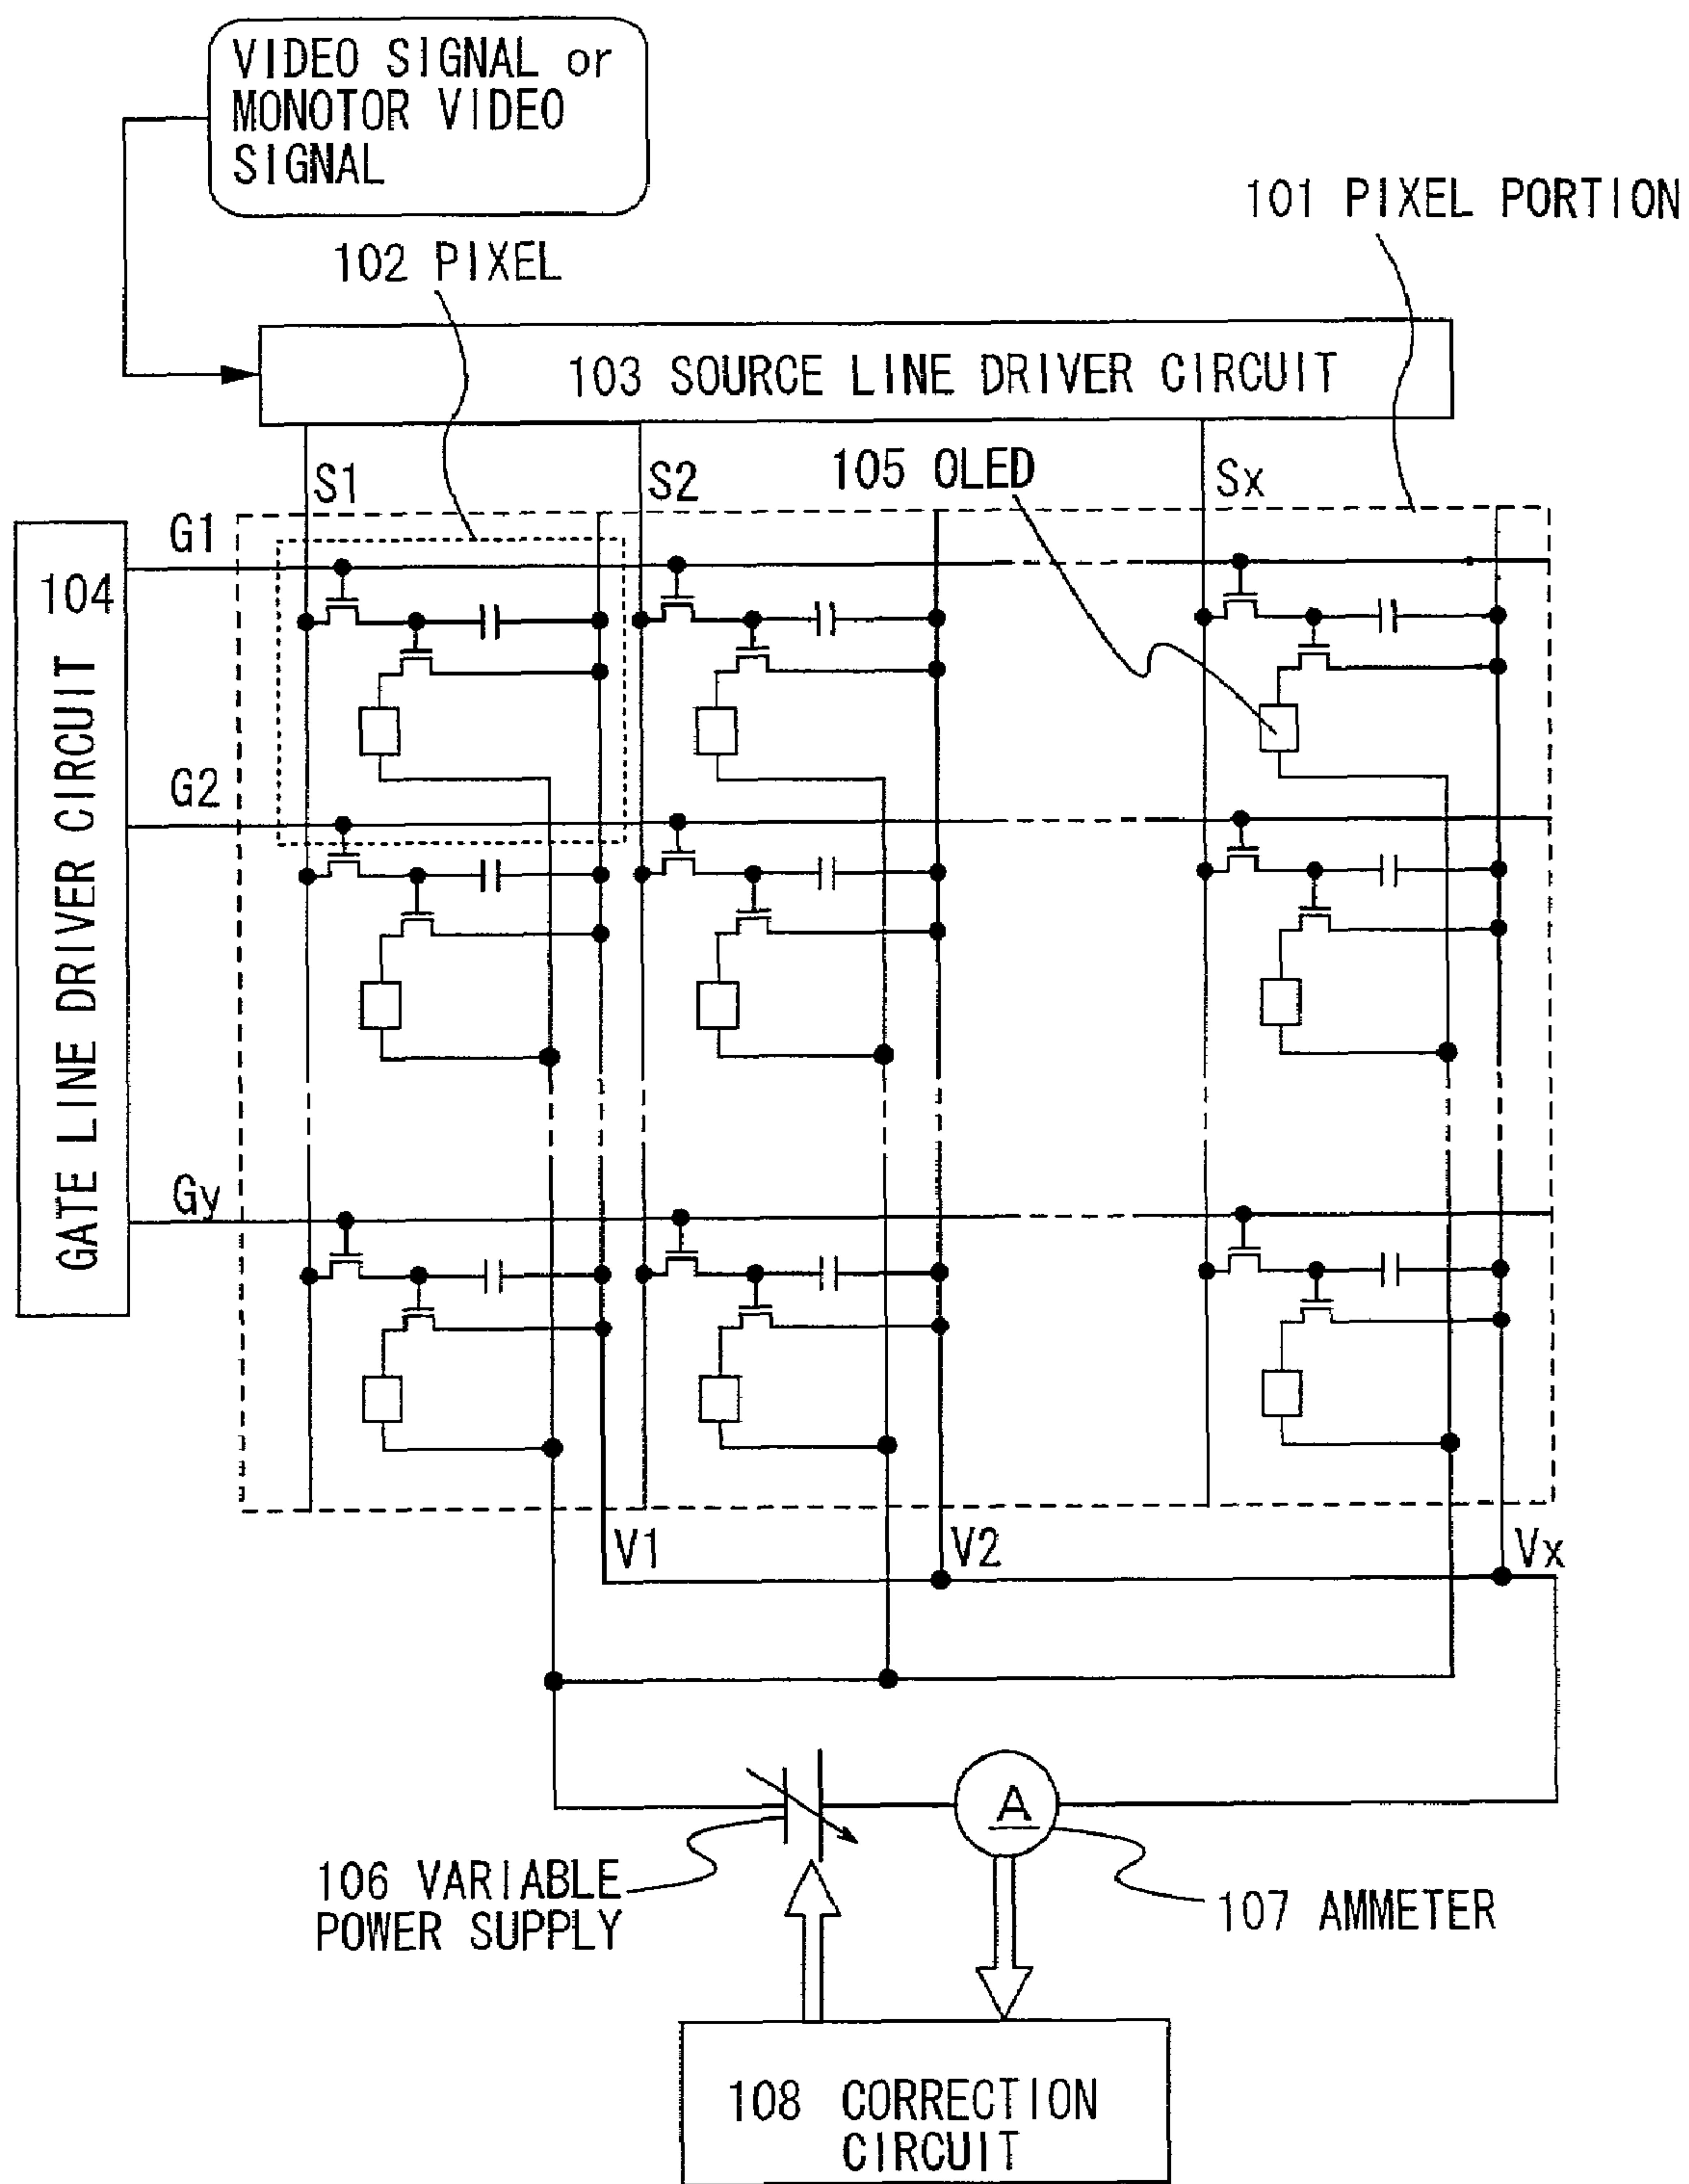 VIDEO SIGNAL or
MONOTOR VIDEO
SIGNAL
101 PIXEL PORTION
102 PIXEL
103 SOURCE LINE DRIVER CIRCUIT
S1
S2
105 OLED
Sx
G1
104
GATE LINE DRIVER CIRCUIT
G2
Gy
V1
V2
Vx
A
106 VARIABLE
POWER SUPPLY
107 AMMETER
108 CORRECTION
CIRCUIT